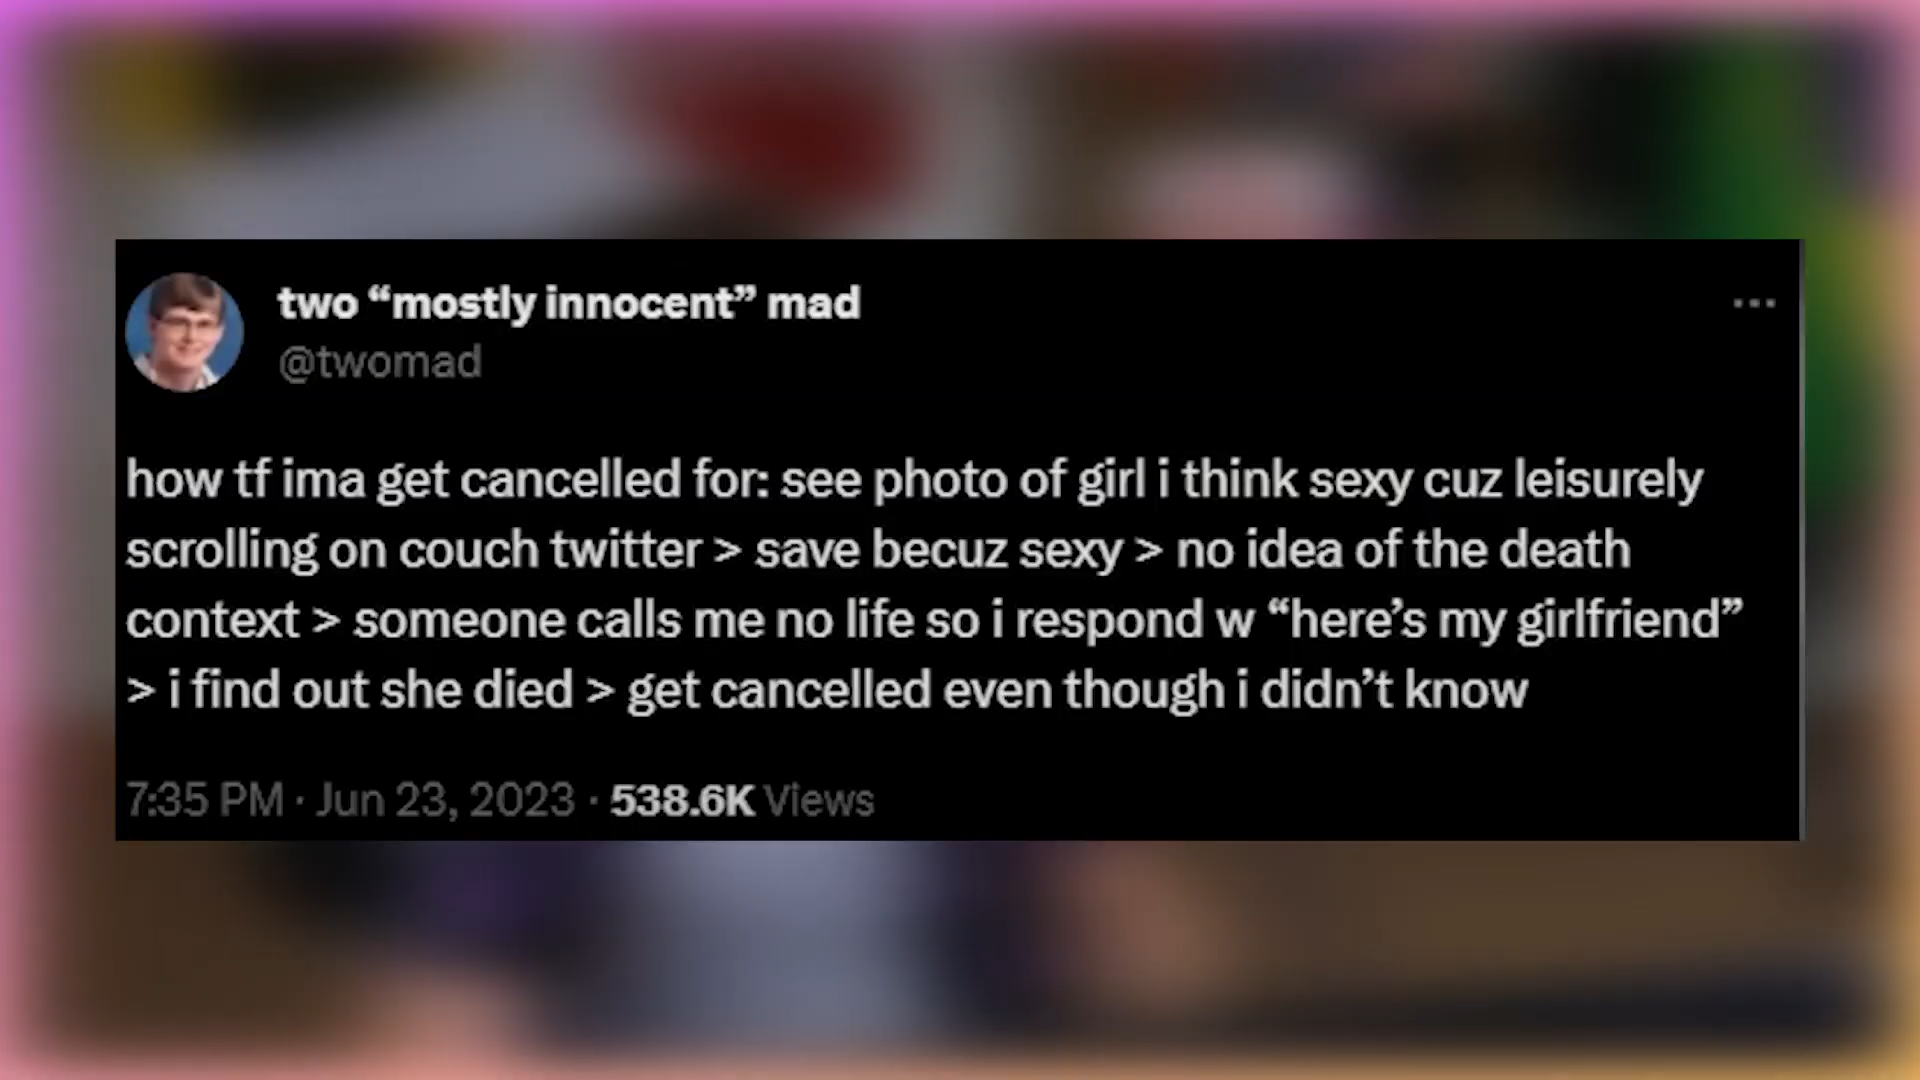 two “mostly innocent” mad
@twomad
how tf ima get cancelled for: see photo of girl i think sexy cuz leisurely
scrolling on couch twitter > save becuz sexy > no idea of the death
context > someone calls me no life so i respond w “here’s my girlfriend”
> i find out she died > get cancelled even though i didn’t know
7:35 PM · Jun 23, 2023 · 538.6K Views